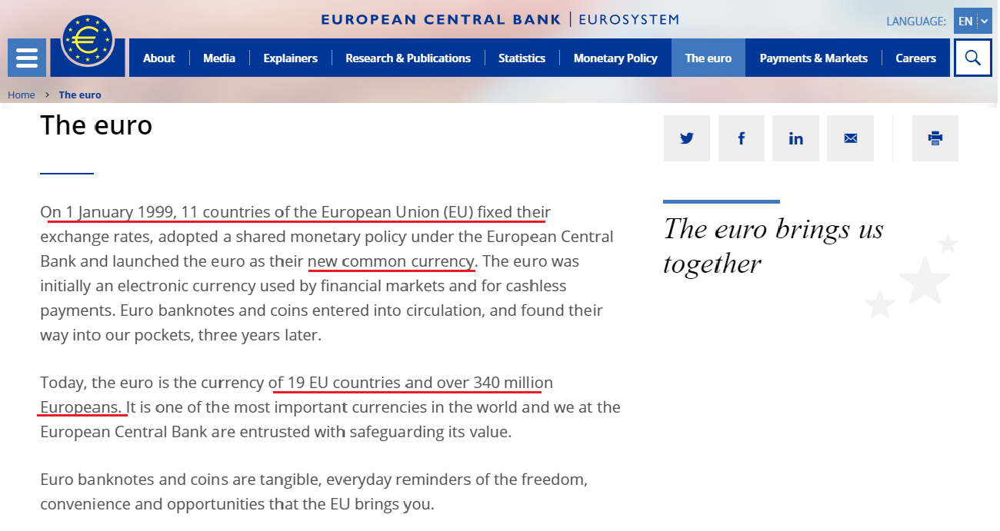 EUROPEAN CENTRAL BANK | EUROSYSTEM
LANGUAGE: EN
€
About Media Explainers Research & Publications Statistics Monetary Policy The euro Payments & Markets Careers
Home > The euro
The euro
On 1 January 1999, 11 countries of the European Union (EU) fixed their
exchange rates, adopted a shared monetary policy under the European Central
Bank and launched the euro as their new common currency. The euro was
initially an electronic currency used by financial markets and for cashless
payments. Euro banknotes and coins entered into circulation, and found their
way into our pockets, three years later.
Today, the euro is the currency of 19 EU countries and over 340 million
Europeans. It is one of the most important currencies in the world and we at the
European Central Bank are entrusted with safeguarding its value.
Euro banknotes and coins are tangible, everyday reminders of the freedom,
convenience and opportunities that the EU brings you.
The euro brings us
together